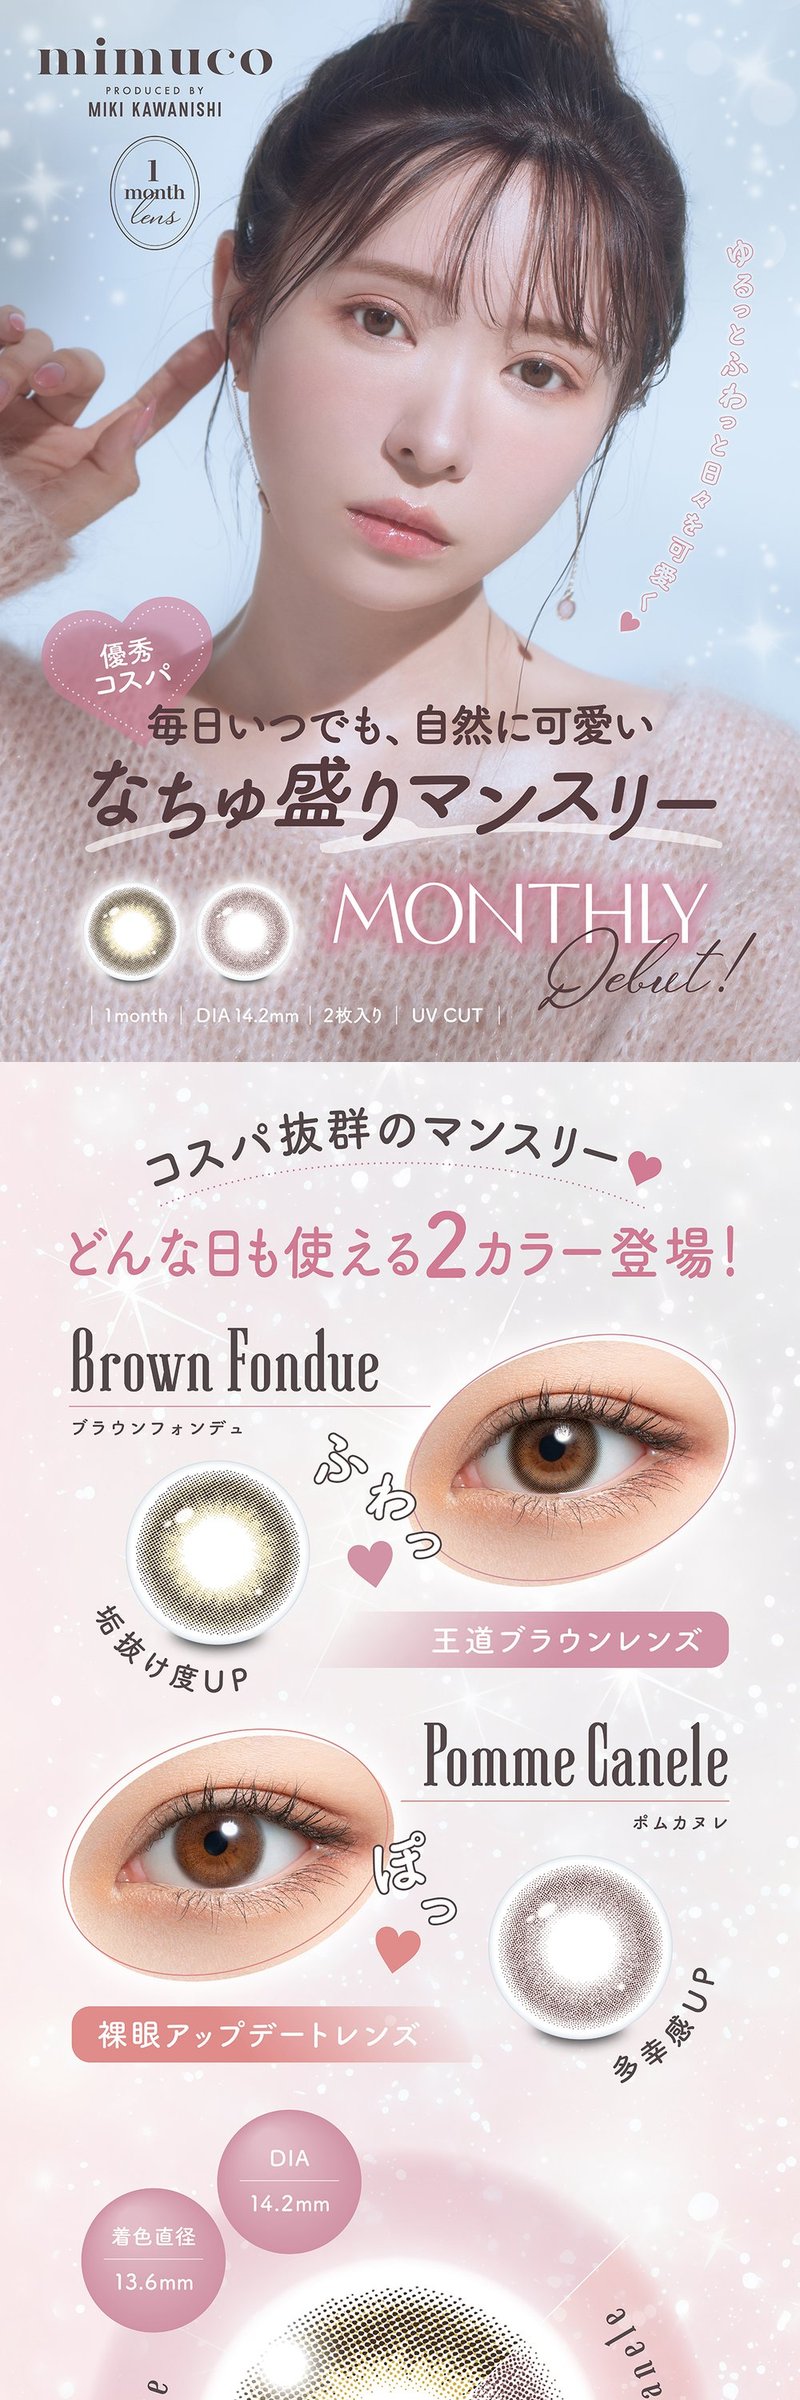 mimuco
PRODUCED BY
MIKI KAWANISHI
1
month
lens
ゆるっとふわっと日々を可愛く
優秀
コスパ
毎日いつでも、自然に可愛い
なちゅ盛りマンスリー
MONTHLY
Debut!
1month | DIA 14.2mm | 2枚入り | UV CUT
コスパ抜群のマンスリー
どんな日も使える2カラー登場!
Brown Fondue
ブラウンフォンデュ
ふわっ
垢抜け度UP
王道ブラウンレンズ
Pomme Canele
ポムカヌレ
ぽっ
裸眼アップデートレンズ
多幸感UP
DIA
14.2mm
着色直径
13.6mm